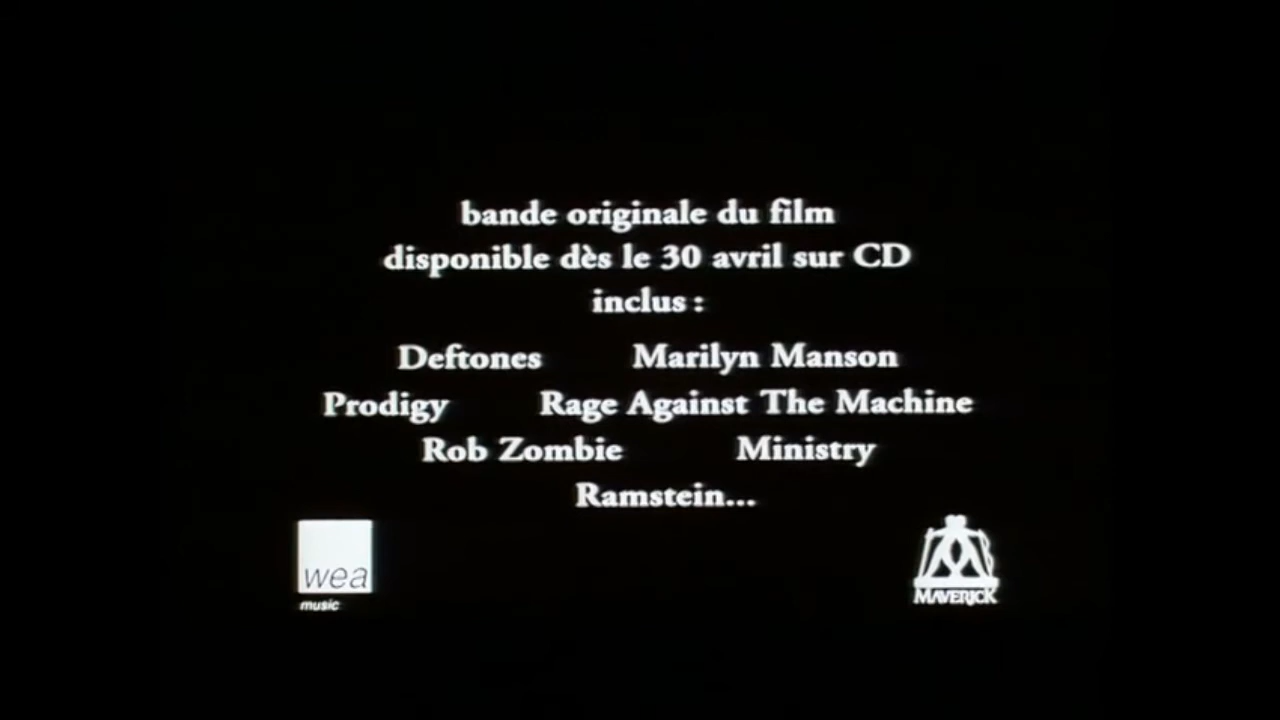 bande originale du film
disponible dès le 30 avril sur CD
inclus :
Deftones Marilyn Manson
Prodigy Rage Against The Machine
Rob Zombie Ministry
Ramstein...
wea
music
MAVERICK